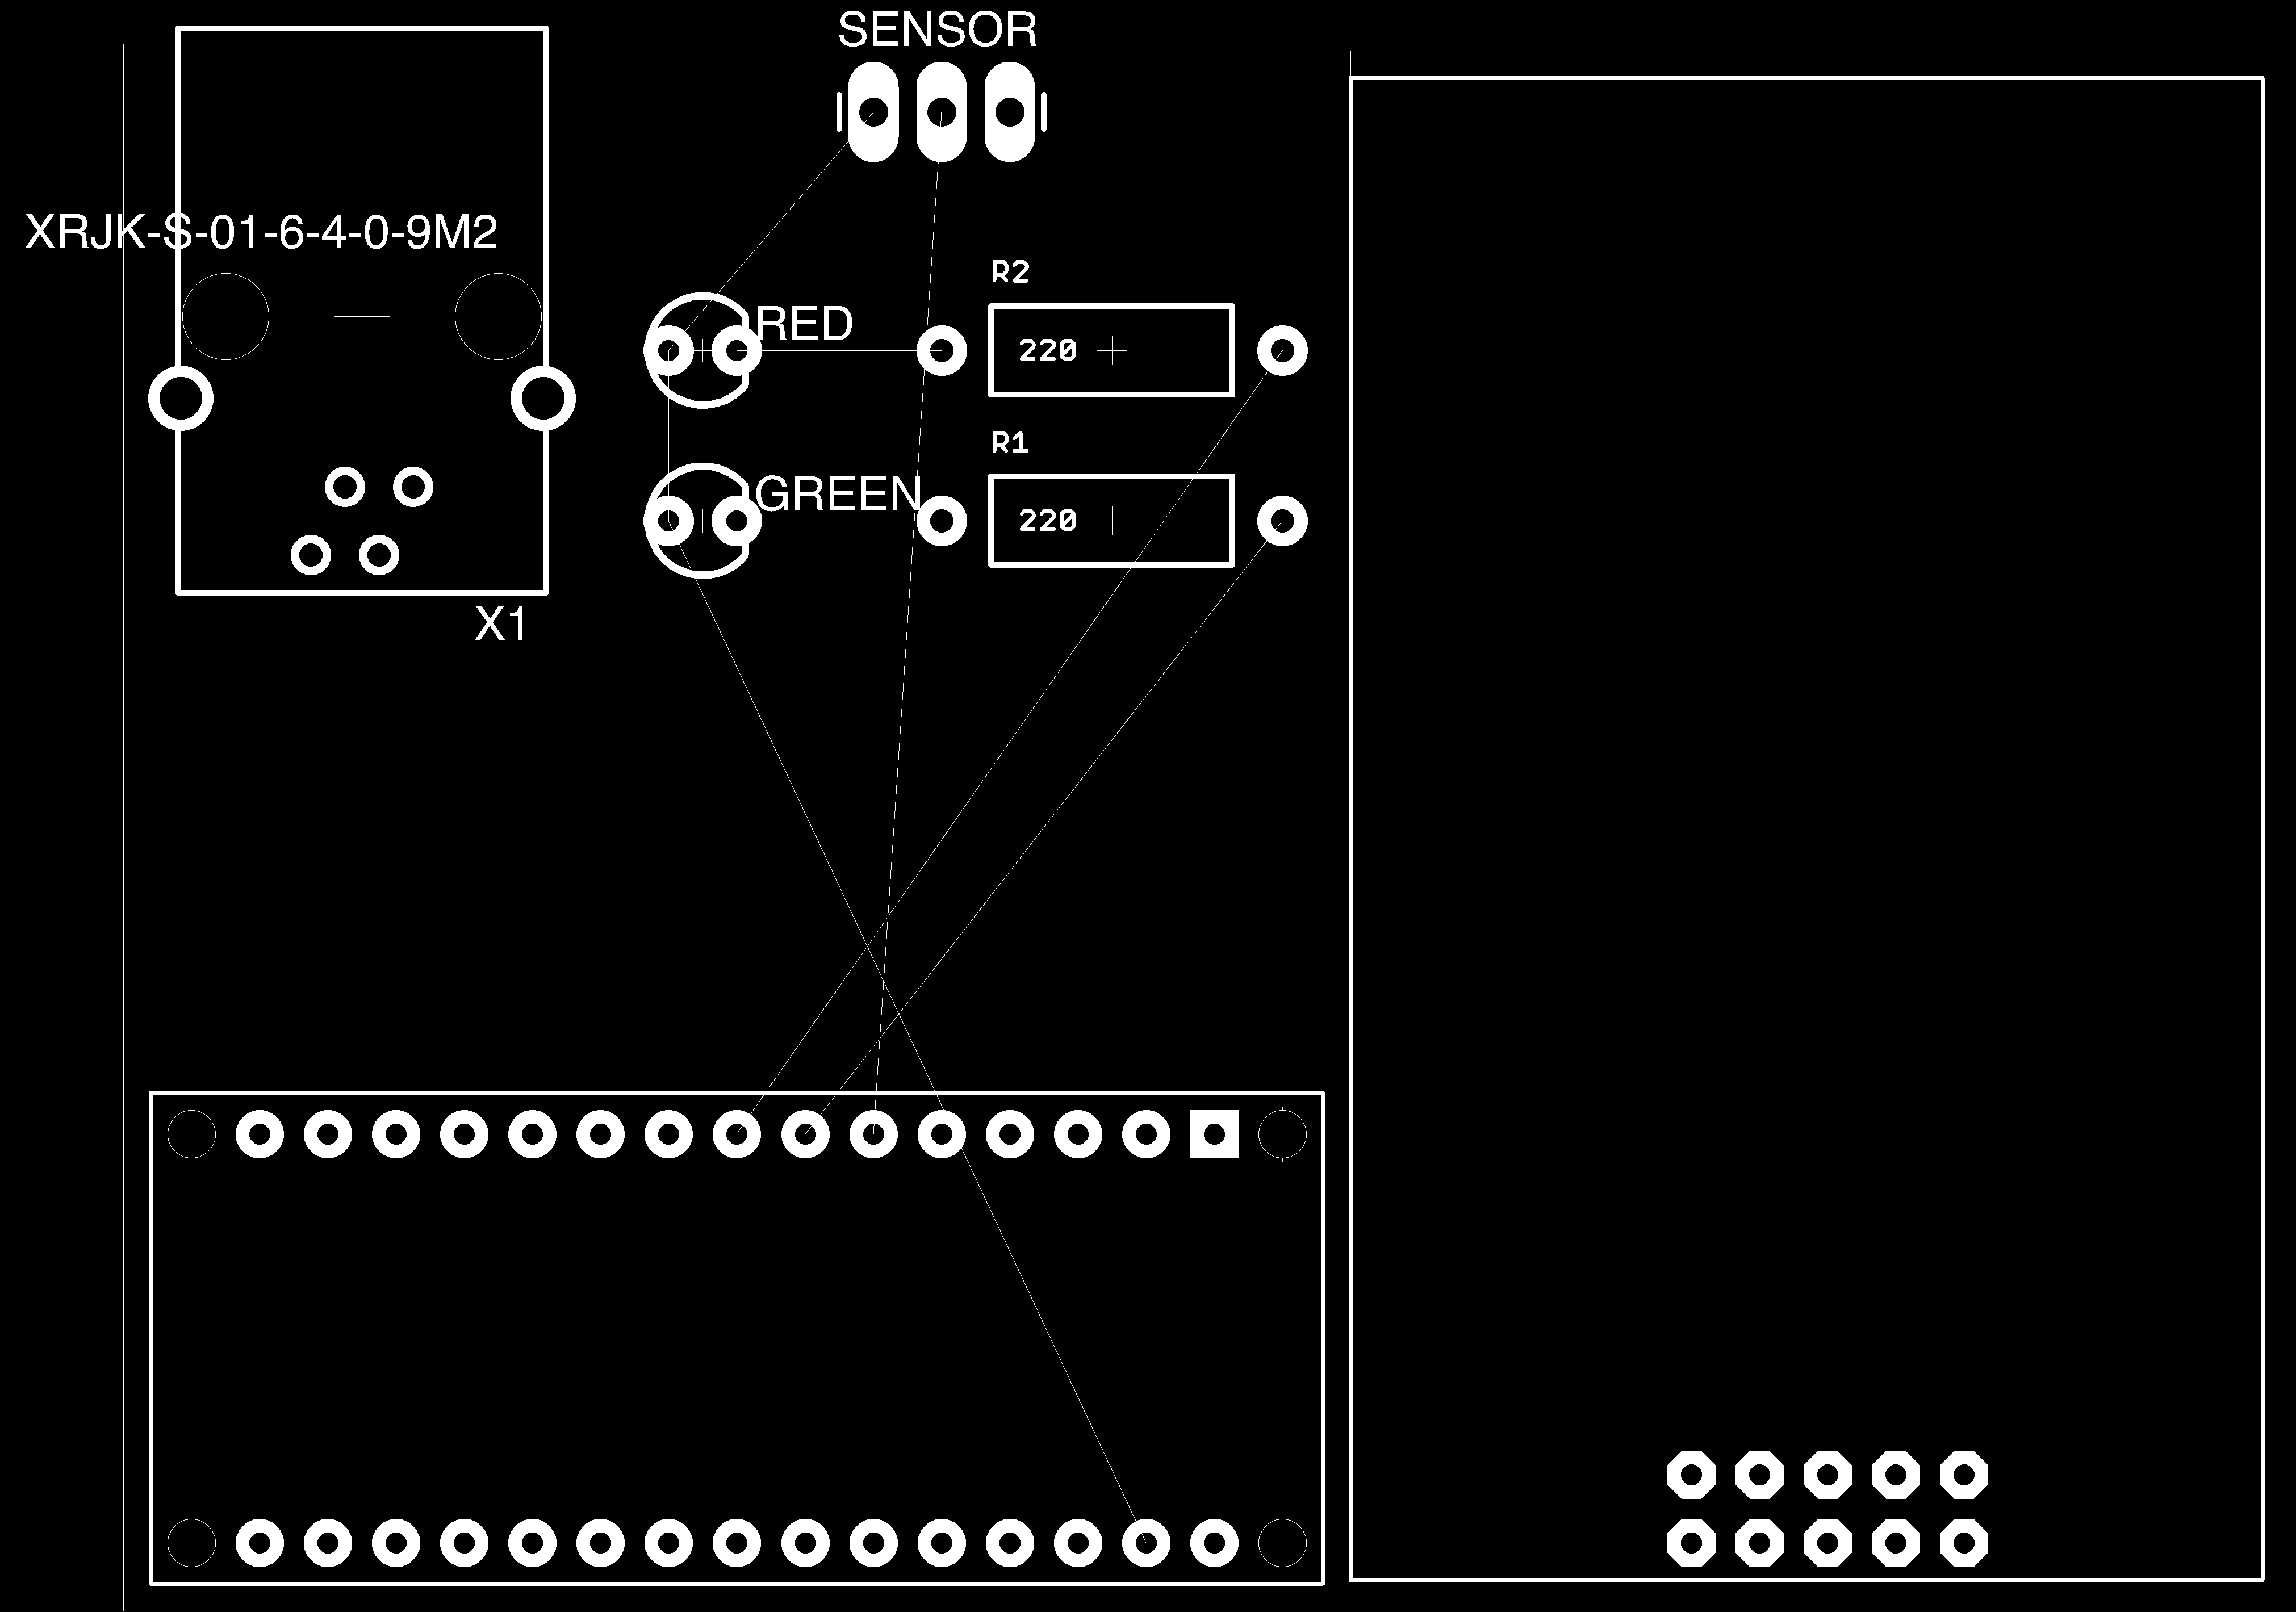 SENSOR
XRJK-S-01-6-4-0-9M2
R2
RED
220
R1
GREEN
220
X1